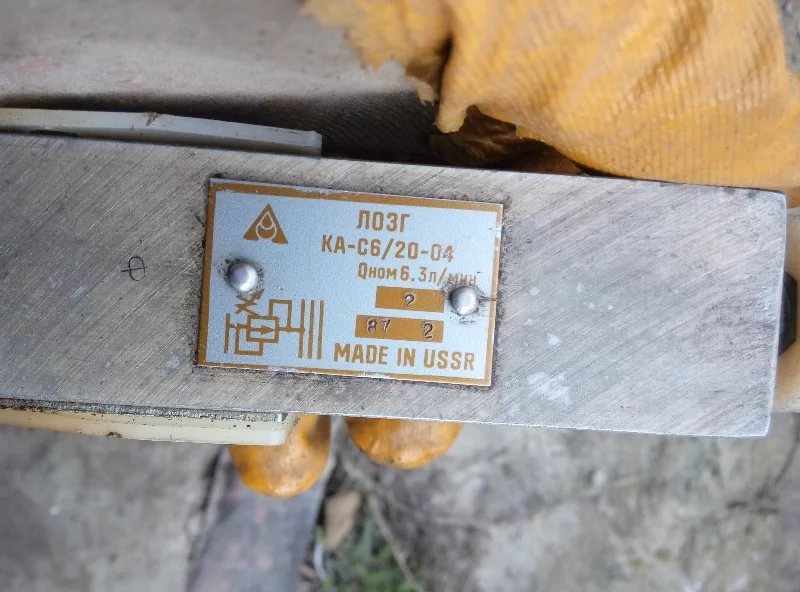 ЛОЗГ
КА-С6/20-04
Qном 6.3л/мин
2
87 2
MADE IN USSR